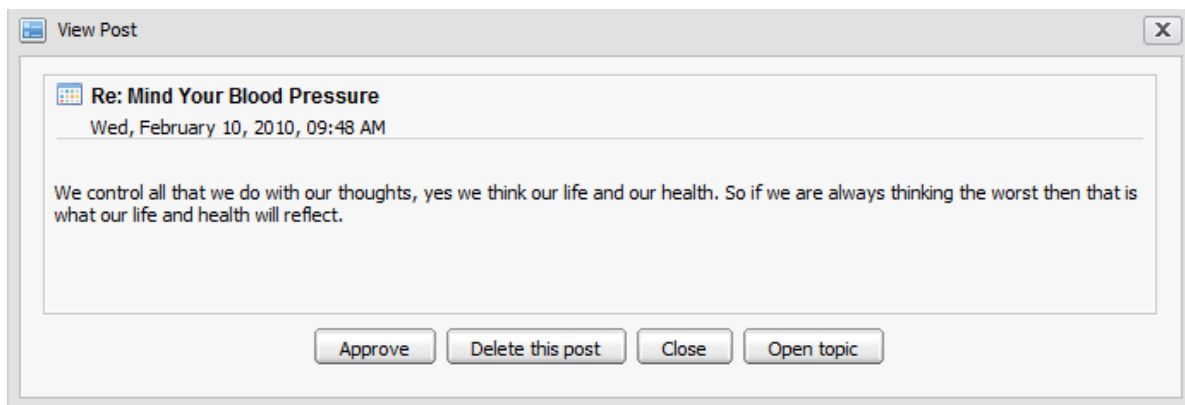 View Post
X
Re: Mind Your Blood Pressure
Wed, February 10, 2010, 09:48 AM
We control all that we do with our thoughts, yes we think our life and our health. So if we are always thinking the worst then that is
what our life and health will reflect.
Approve Delete this post Close Open topic